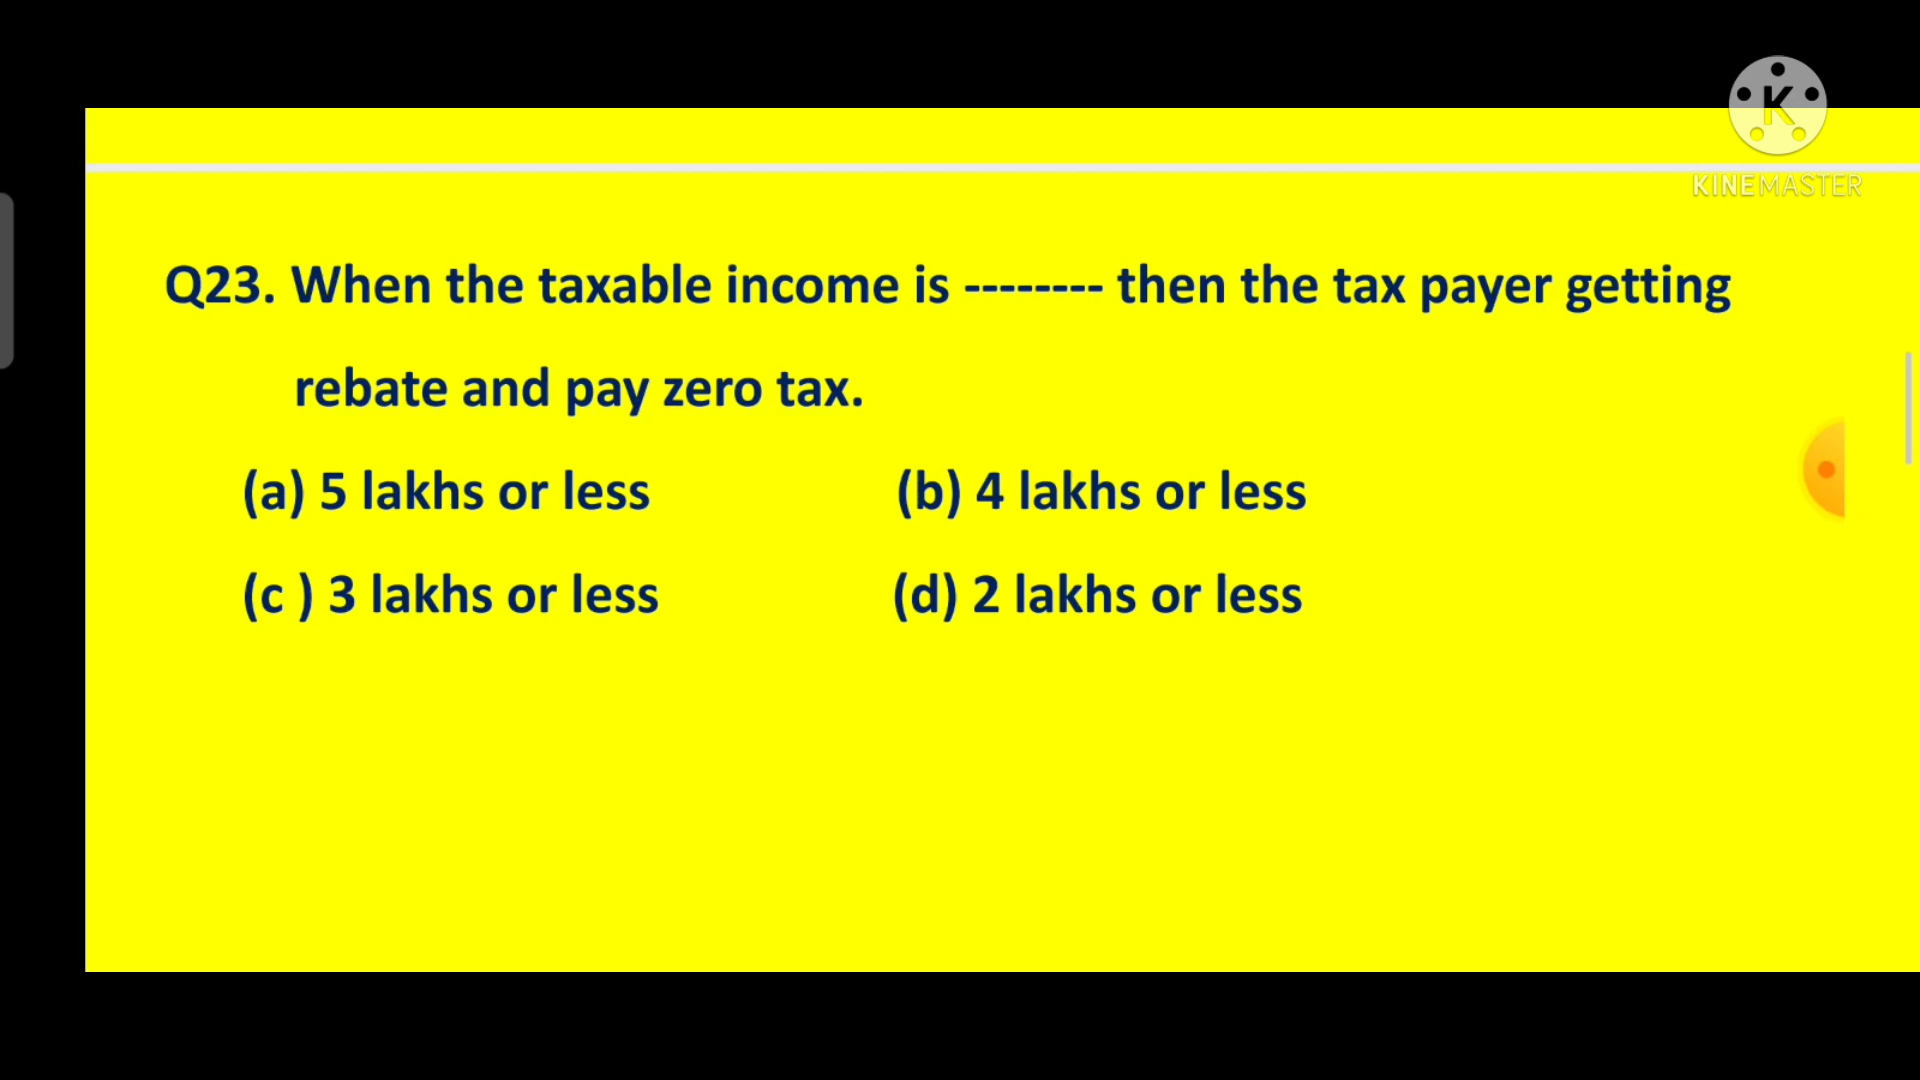 K
KINEMASTER
Q23. When the taxable income is -------- then the tax payer getting
rebate and pay zero tax.
(a) 5 lakhs or less (b) 4 lakhs or less
(c ) 3 lakhs or less (d) 2 lakhs or less